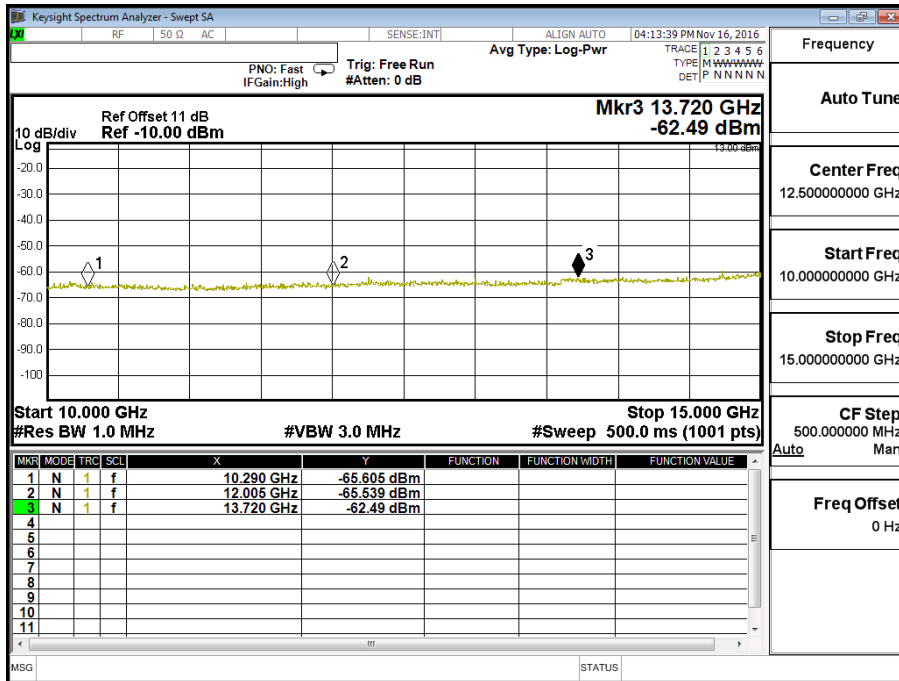 Keysight Spectrum Analyzer - Swept SA
LXI RF 50 Ω AC SENSE:INT ALIGN AUTO 04:13:39 PM Nov 16, 2016
Avg Type: Log-Pwr
TRACE 1 2 3 4 5 6
TYPE M W W W W W
DET P N N N N N
PNO: Fast
IFGain:High
Trig: Free Run
#Atten: 0 dB
Mkr3 13.720 GHz
-62.49 dBm
Ref Offset 11 dB
Ref -10.00 dBm
10 dB/div
Log
-13.00 dBm
-20.0
-30.0
-40.0
-50.0
-60.0
-70.0
-80.0
-90.0
-100
1
2
3
Start 10.000 GHz Stop 15.000 GHz
#Res BW 1.0 MHz #VBW 3.0 MHz #Sweep 500.0 ms (1001 pts)
MKR MODE TRC SCL X Y FUNCTION FUNCTION WIDTH FUNCTION VALUE
1 N 1 f 10.290 GHz -65.605 dBm
2 N 1 f 12.005 GHz -65.539 dBm
3 N 1 f 13.720 GHz -62.49 dBm
4
5
6
7
8
9
10
11
MSG STATUS
Frequency
Auto Tune
Center Freq
12.500000000 GHz
Start Freq
10.000000000 GHz
Stop Freq
15.000000000 GHz
CF Step
500.000000 MHz
Auto Man
Freq Offset
0 Hz